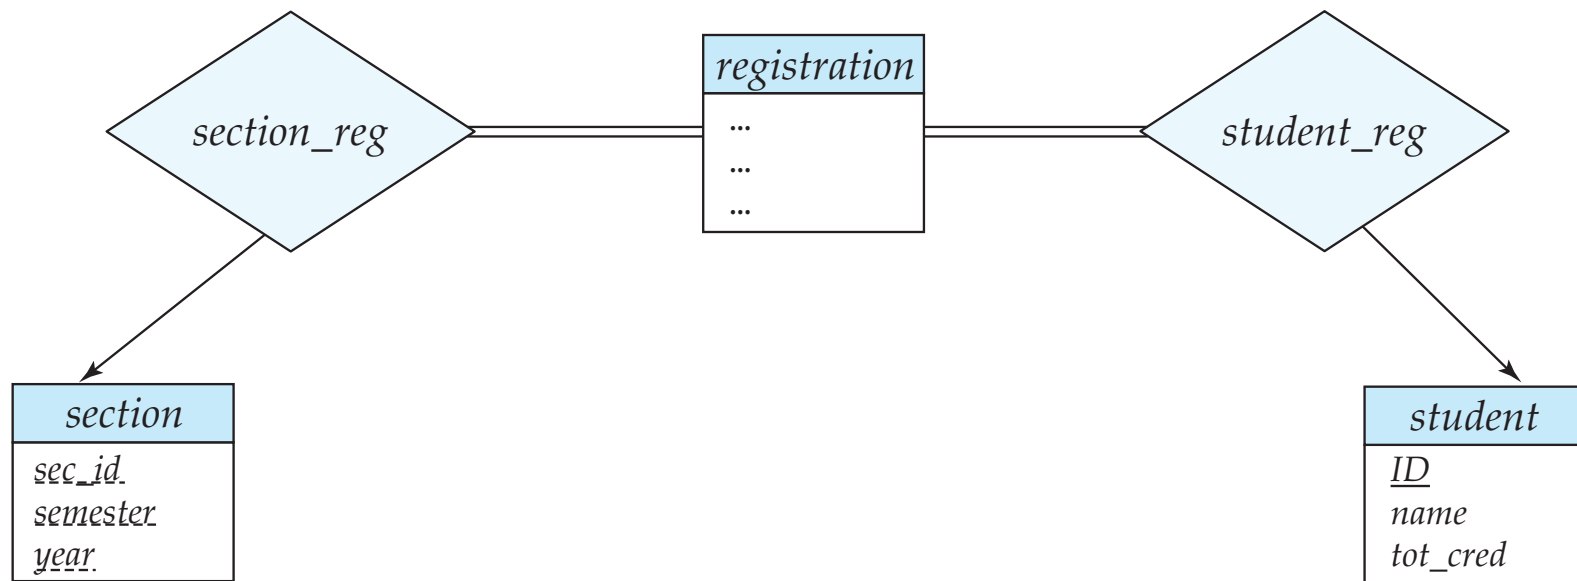 section_reg
registration
...
...
...
student_reg
section
sec_id
semester
year
student
ID
name
tot_cred